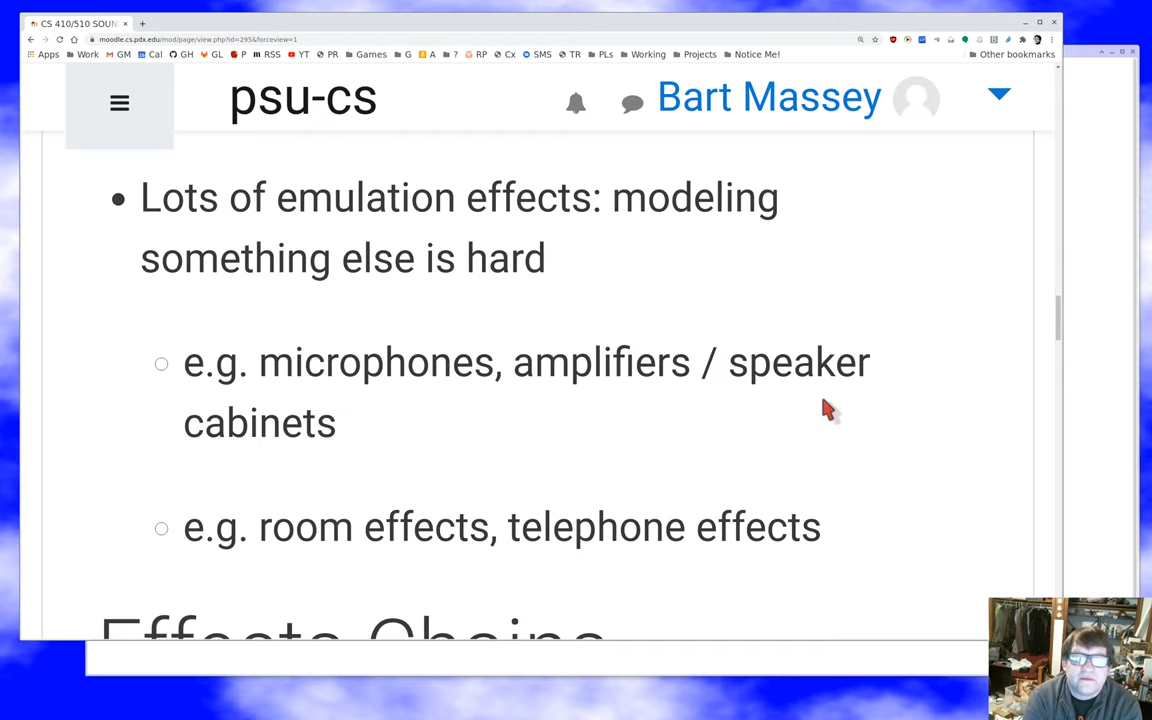 CS 410/510 SOUN
moodle.cs.pdx.edu/mod/page/view.php?id=295&forceview=1
Apps Work GM Cal GH GL P RSS YT PR Games G A ? RP Cx SMS TR PLs Working Projects Notice Me! Other bookmarks
psu-cs Bart Massey
Lots of emulation effects: modeling
something else is hard
e.g. microphones, amplifiers / speaker
cabinets
e.g. room effects, telephone effects
Effects Chains